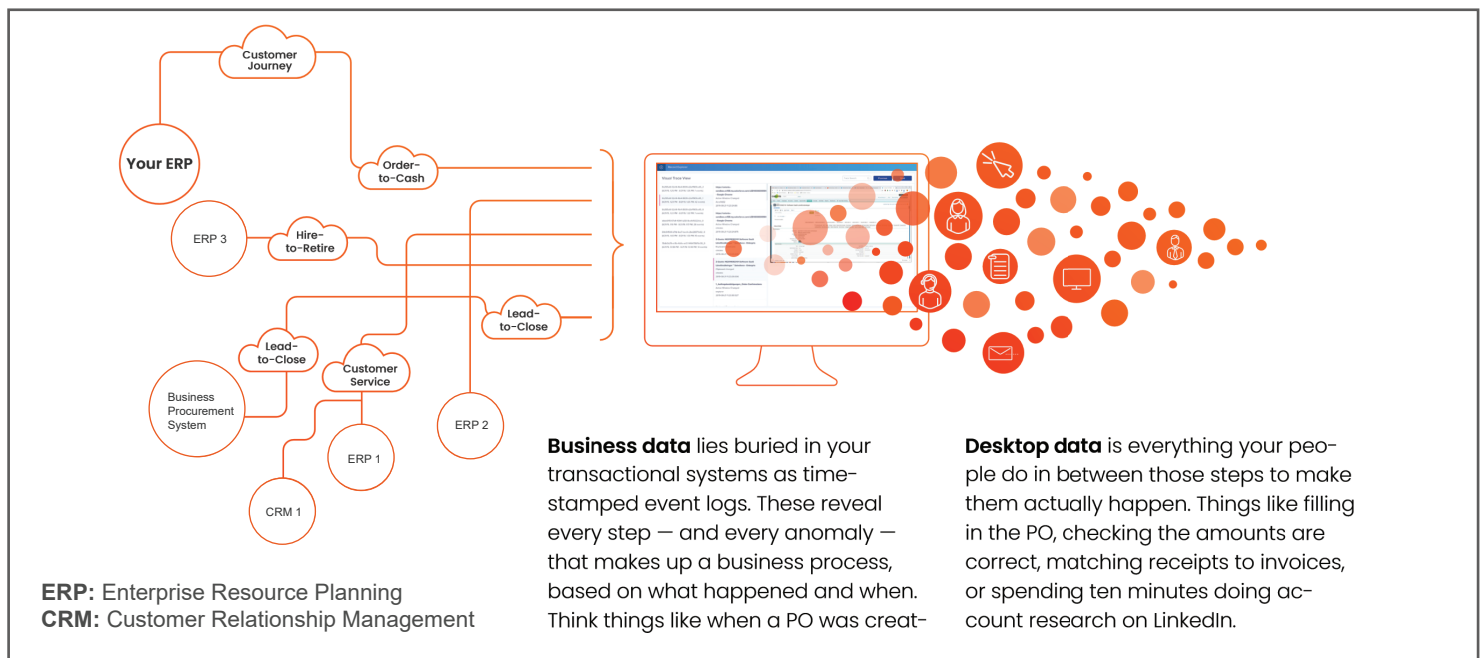 Customer
Journey
Your ERP
Order-
to-Cash
ERP 3
Hire-
to-Retire
Lead-
to-Close
Lead-
to-Close
Customer
Service
Business
Procurement
System
ERP 2
ERP 1
CRM 1
Visual Trace View
ERP: Enterprise Resource Planning
CRM: Customer Relationship Management
Business data lies buried in your
transactional systems as time-
stamped event logs. These reveal
every step — and every anomaly —
that makes up a business process,
based on what happened and when.
Think things like when a PO was creat-
Desktop data is everything your peo-
ple do in between those steps to make
them actually happen. Things like filling
in the PO, checking the amounts are
correct, matching receipts to invoices,
or spending ten minutes doing ac-
count research on LinkedIn.